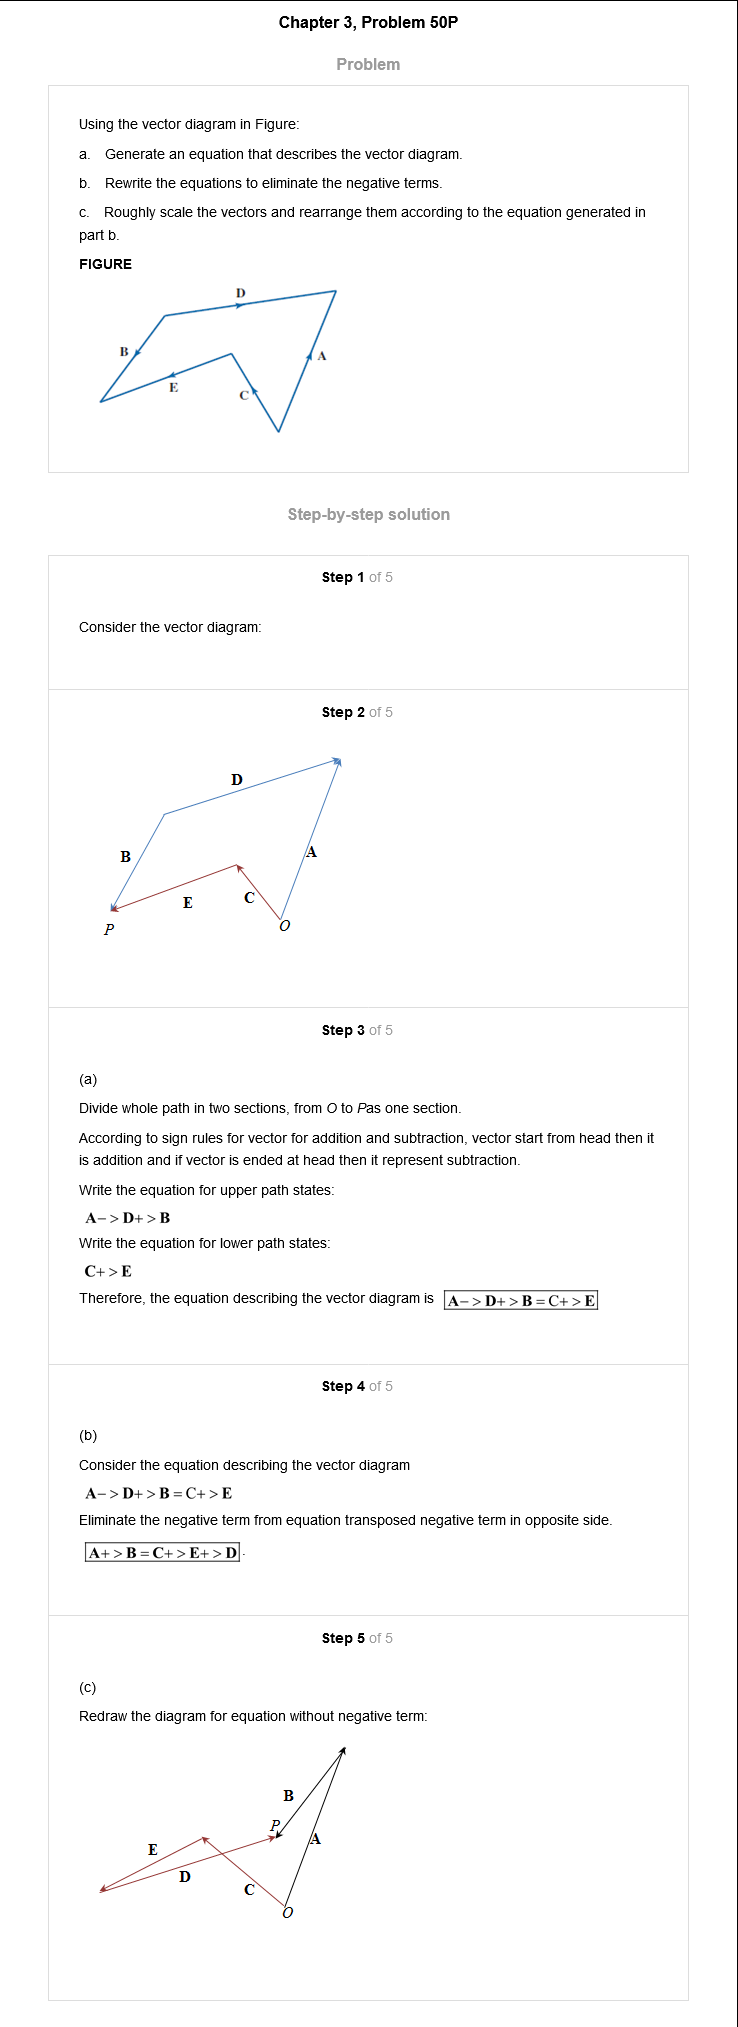 Chapter 3, Problem 50P
Problem
Using the vector diagram in Figure:
a. Generate an equation that describes the vector diagram.
b. Rewrite the equations to eliminate the negative terms.
c. Roughly scale the vectors and rearrange them according to the equation generated in
part b.
FIGURE
D
B
A
E
C
Step-by-step solution
Step 1 of 5
Consider the vector diagram:
Step 2 of 5
D
B
A
E
C
P
O
Step 3 of 5
(a)
Divide whole path in two sections, from O to Pas one section.
According to sign rules for vector for addition and subtraction, vector start from head then it
is addition and if vector is ended at head then it represent subtraction.
Write the equation for upper path states:
A−>D+>B
Write the equation for lower path states:
C+>E
Therefore, the equation describing the vector diagram is A−>D+>B=C+>E
Step 4 of 5
(b)
Consider the equation describing the vector diagram
A−>D+>B=C+>E
Eliminate the negative term from equation transposed negative term in opposite side.
A+>B=C+>E+>D.
Step 5 of 5
(c)
Redraw the diagram for equation without negative term:
B
P
A
E
D
C
O